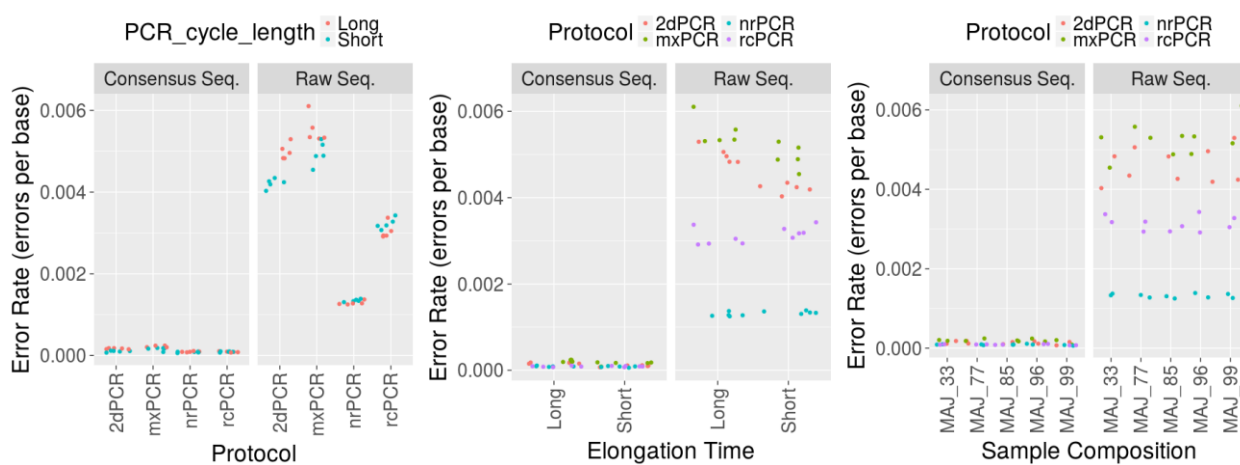 PCR_cycle_length Long
Short
Consensus Seq. Raw Seq.
Error Rate (errors per base)
0.006
0.004
0.002
0.000
2dPCR mxPCR nrPCR rcPCR 2dPCR mxPCR nrPCR rcPCR
Protocol
Protocol 2dPCR nrPCR
mxPCR rcPCR
Consensus Seq. Raw Seq.
Error Rate (errors per base)
0.006
0.004
0.002
0.000
Long Short Long Short
Elongation Time
Protocol 2dPCR nrPCR
mxPCR rcPCR
Consensus Seq. Raw Seq.
Error Rate (errors per base)
0.006
0.004
0.002
0.000
MAJ_33 MAJ_77 MAJ_85 MAJ_96 MAJ_99 MAJ_33 MAJ_77 MAJ_85 MAJ_96 MAJ_99
Sample Composition